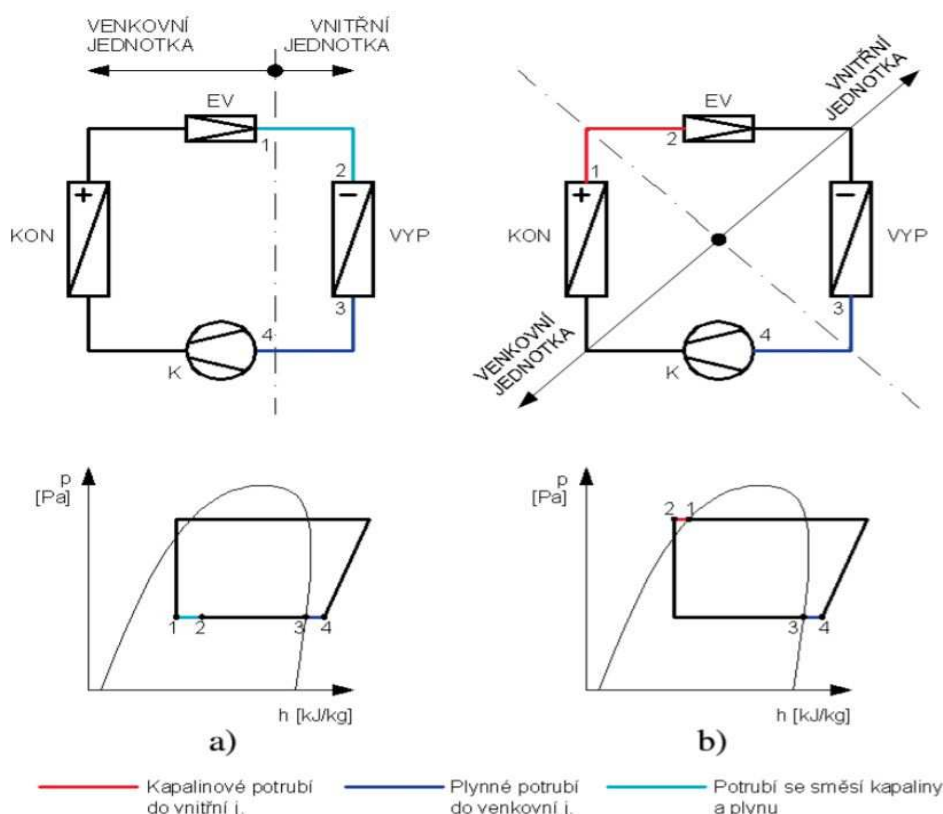 VENKOVNÍ
JEDNOTKA
VNITŘNÍ
JEDNOTKA
EV
1
2
KON
+
−
VYP
3
4
K
VNITŘNÍ
JEDNOTKA
EV
2
1
KON
+
−
VYP
3
4
K
VENKOVNÍ
JEDNOTKA
p
[Pa]
1
2
3
4
h [kJ/kg]
a)
p
[Pa]
2
1
3
4
h [kJ/kg]
b)
Kapalinové potrubí
do vnitřní j.
Plynné potrubí
do venkovní j.
Potrubí se směsí kapaliny
a plynu